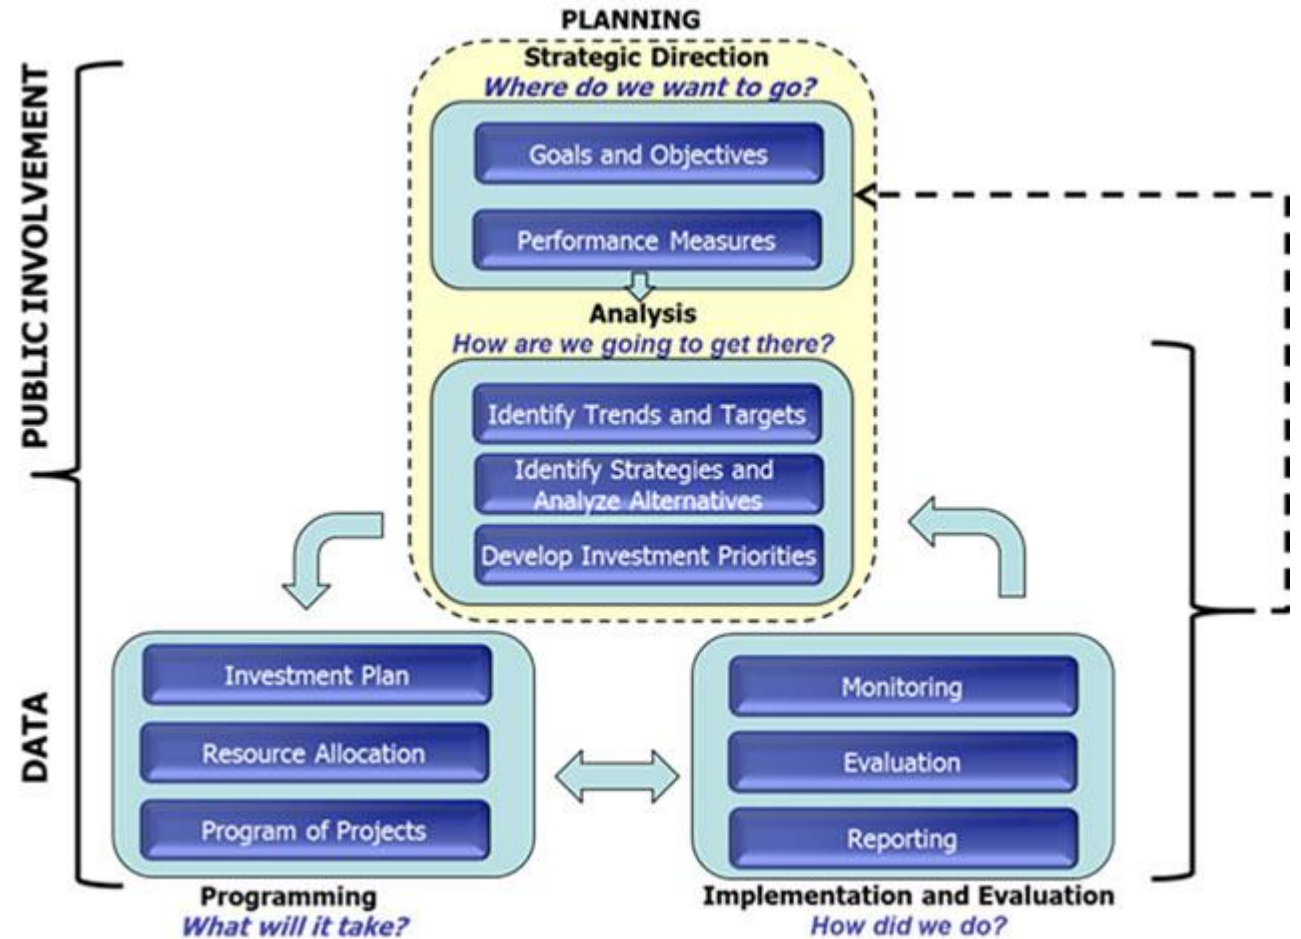 PLANNING
Strategic Direction
Where do we want to go?
Goals and Objectives
Performance Measures
Analysis
How are we going to get there?
Identify Trends and Targets
Identify Strategies and
Analyze Alternatives
Develop Investment Priorities
PUBLIC INVOLVEMENT
DATA
Investment Plan
Resource Allocation
Program of Projects
Programming
What will it take?
Monitoring
Evaluation
Reporting
Implementation and Evaluation
How did we do?